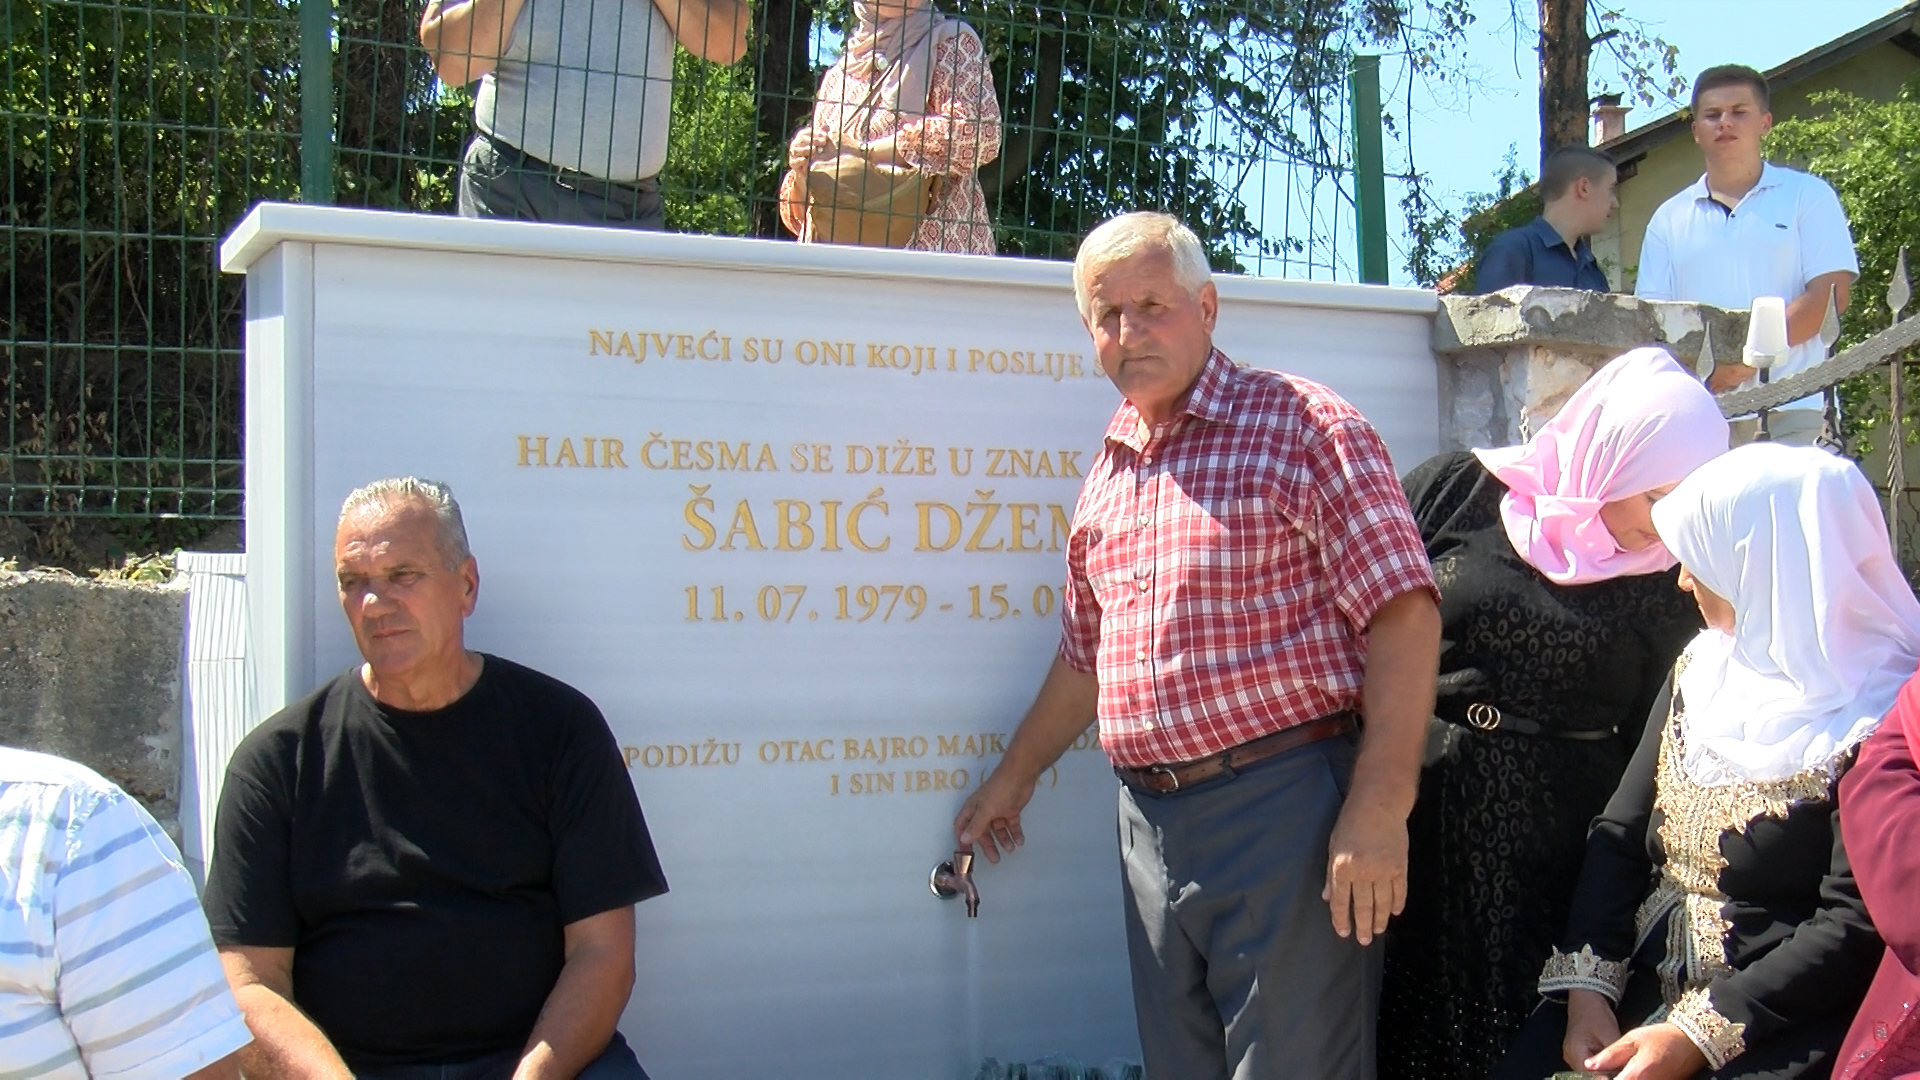 NAJVEĆI SU ONI KOJI I POSLIJE
HAIR ČESMA SE DIŽE U ZNAK
ŠABIĆ DŽEM
11. 07. 1979 - 15. 01
PODIŽU OTAC BAJRO MAJK
I SIN IBRO (